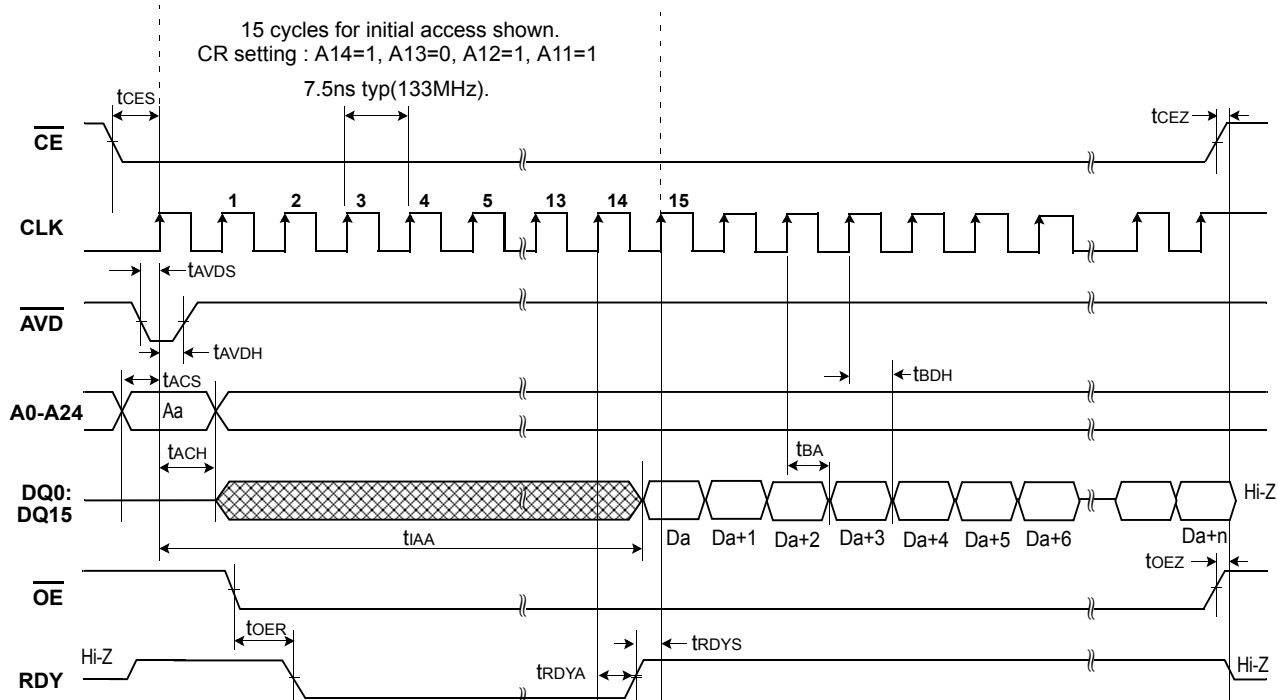 15 cycles for initial access shown.
CR setting : A14=1, A13=0, A12=1, A11=1
7.5ns typ(133MHz).
tCES
tCEZ
CE
CLK
1 2 3 4 5 13 14 15
tAVDS
AVD
tAVDH
tACS
tBDH
A0-A24
Aa
tACH
tBA
DQ0:
DQ15
Hi-Z
tIAA
Da Da+1 Da+2 Da+3 Da+4 Da+5 Da+6 Da+n
tOEZ
OE
tOER
tRDYS
Hi-Z
tRDYA
Hi-Z
RDY